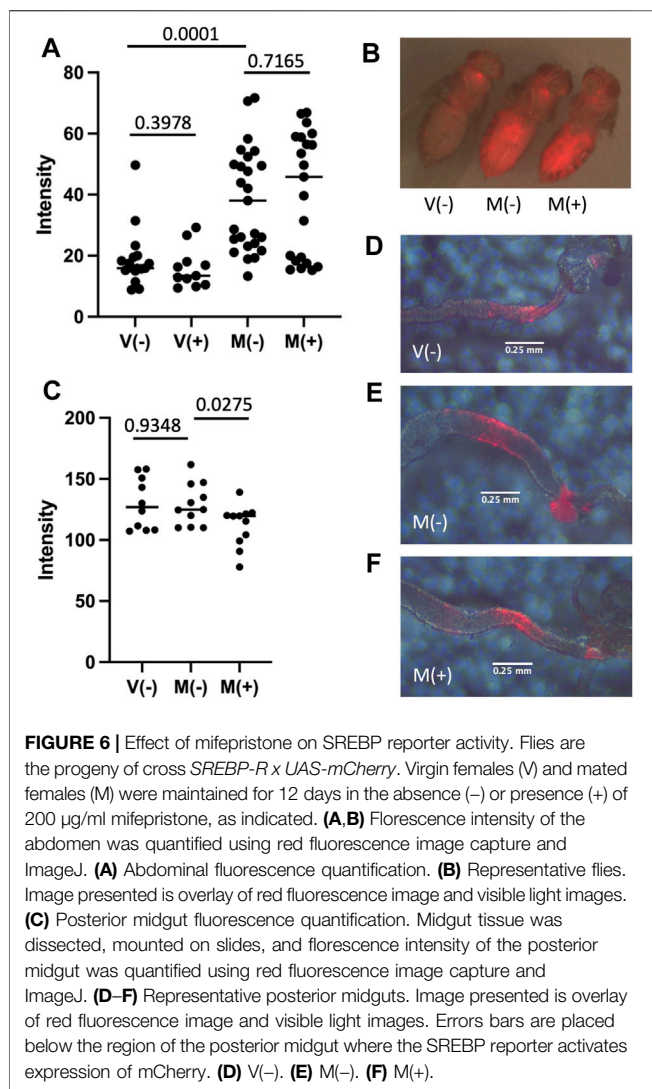 A
0.0001
0.7165
0.3978
80
60
40
20
0
Intensity
V(-) V(+) M(-) M(+)
B
V(-) M(-) M(+)
C
0.9348
0.0275
200
150
100
50
0
Intensity
V(-) M(-) M(+)
D
0.25 mm
V(-)
E
0.25 mm
M(-)
F
0.25 mm
M(+)
FIGURE 6 | Effect of mifepristone on SREBP reporter activity. Flies are
the progeny of cross SREBP-R x UAS-mCherry. Virgin females (V) and mated
females (M) were maintained for 12 days in the absence (−) or presence (+) of
200 μg/ml mifepristone, as indicated. (A,B) Florescence intensity of the
abdomen was quantified using red fluorescence image capture and
ImageJ. (A) Abdominal fluorescence quantification. (B) Representative flies.
Image presented is overlay of red fluorescence image and visible light images.
(C) Posterior midgut fluorescence quantification. Midgut tissue was
dissected, mounted on slides, and florescence intensity of the posterior
midgut was quantified using red fluorescence image capture and
ImageJ. (D–F) Representative posterior midguts. Image presented is overlay
of red fluorescence image and visible light images. Errors bars are placed
below the region of the posterior midgut where the SREBP reporter activates
expression of mCherry. (D) V(−). (E) M(−). (F) M(+).